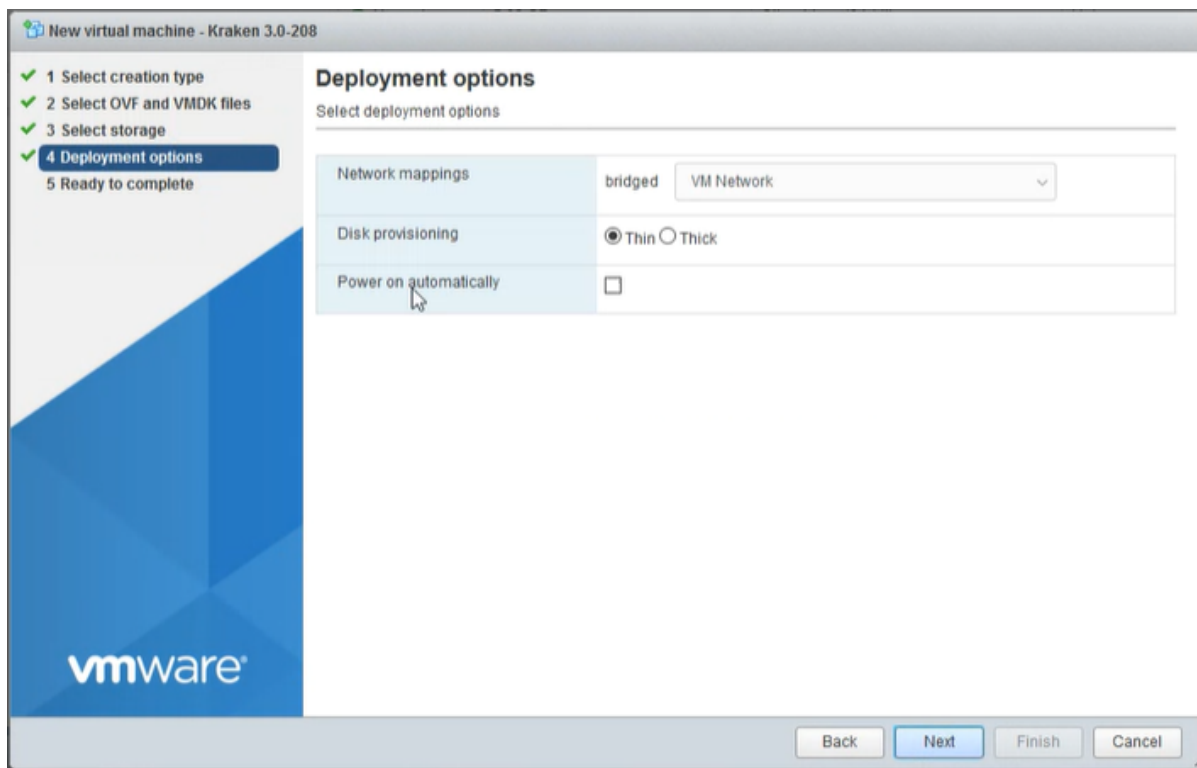 New virtual machine - Kraken 3.0-208
1 Select creation type
2 Select OVF and VMDK files
3 Select storage
4 Deployment options
5 Ready to complete
Deployment options
Select deployment options
Network mappings
bridged VM Network
Disk provisioning
Thin Thick
Power on automatically
vmware®
Back Next Finish Cancel